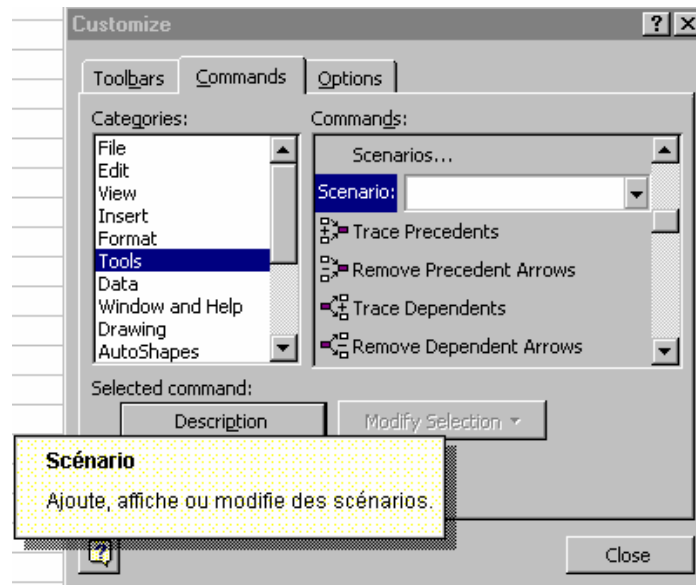 Customize
Toolbars Commands Options
Categories:
File
Edit
View
Insert
Format
Tools
Data
Window and Help
Drawing
AutoShapes
Commands:
Scenarios...
Scenario:
Trace Precedents
Remove Precedent Arrows
Trace Dependents
Remove Dependent Arrows
Selected command:
Description Modify Selection
Scénario
Ajoute, affiche ou modifie des scénarios.
Close